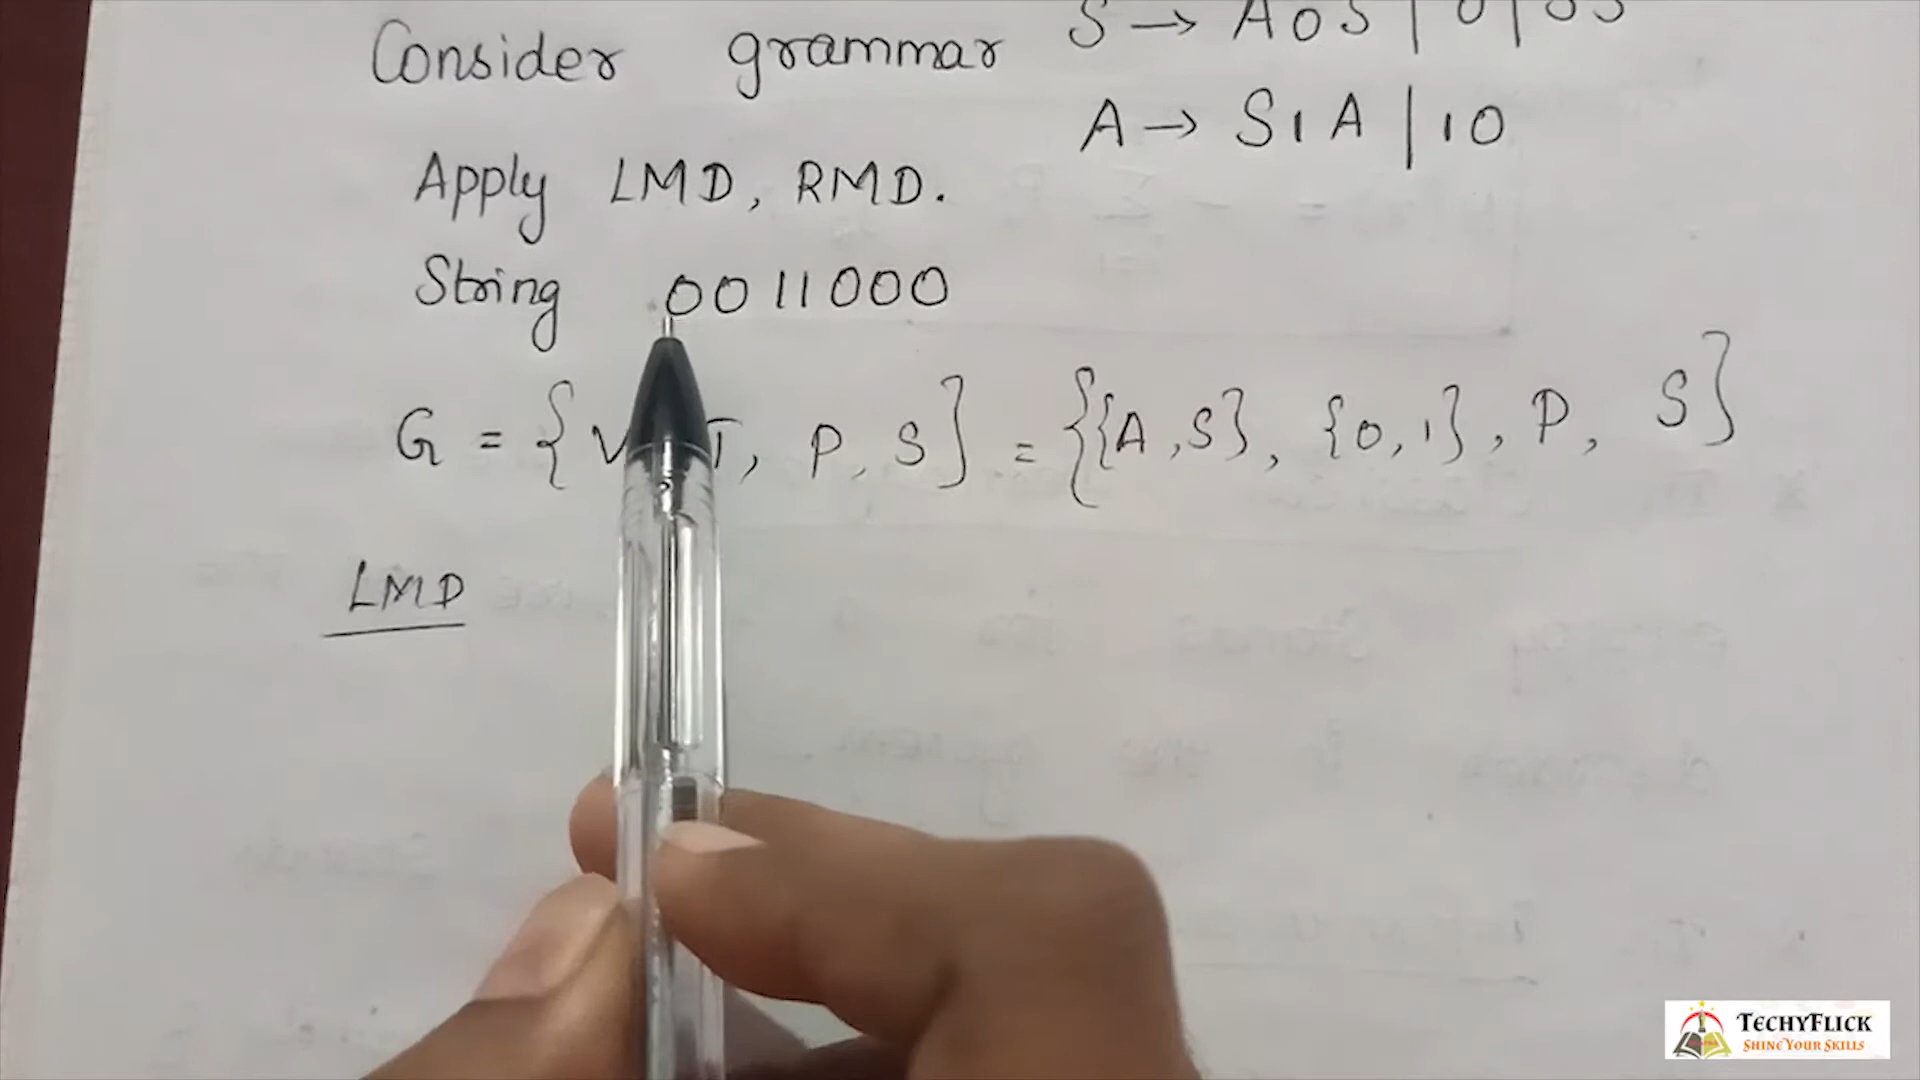 Consider grammar S → A0S | 0 | 0S
A → S1A | 10
Apply LMD, RMD.
String 0011000
G = {V, T, P, S} = {{A, S}, {0, 1}, P, S}
LMD
TECHYFLICK
SHINE YOUR SKILLS